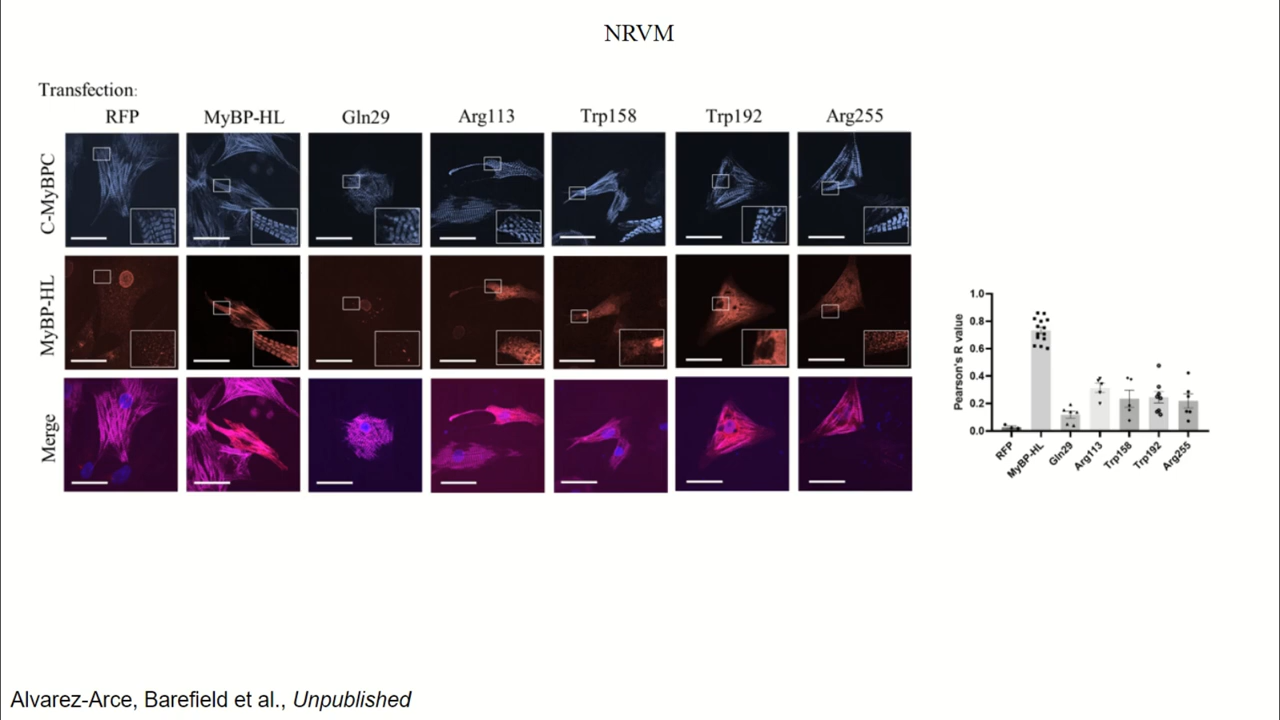 NRVM
Transfection:
RFP MyBP-HL Gln29 Arg113 Trp158 Trp192 Arg255
C-MyBPC
MyBP-HL
Merge
Pearson's R value
1.0
0.8
0.6
0.4
0.2
0.0
RFP MyBP-HL Gln29 Arg113 Trp158 Trp192 Arg255
Alvarez-Arce, Barefield et al., Unpublished